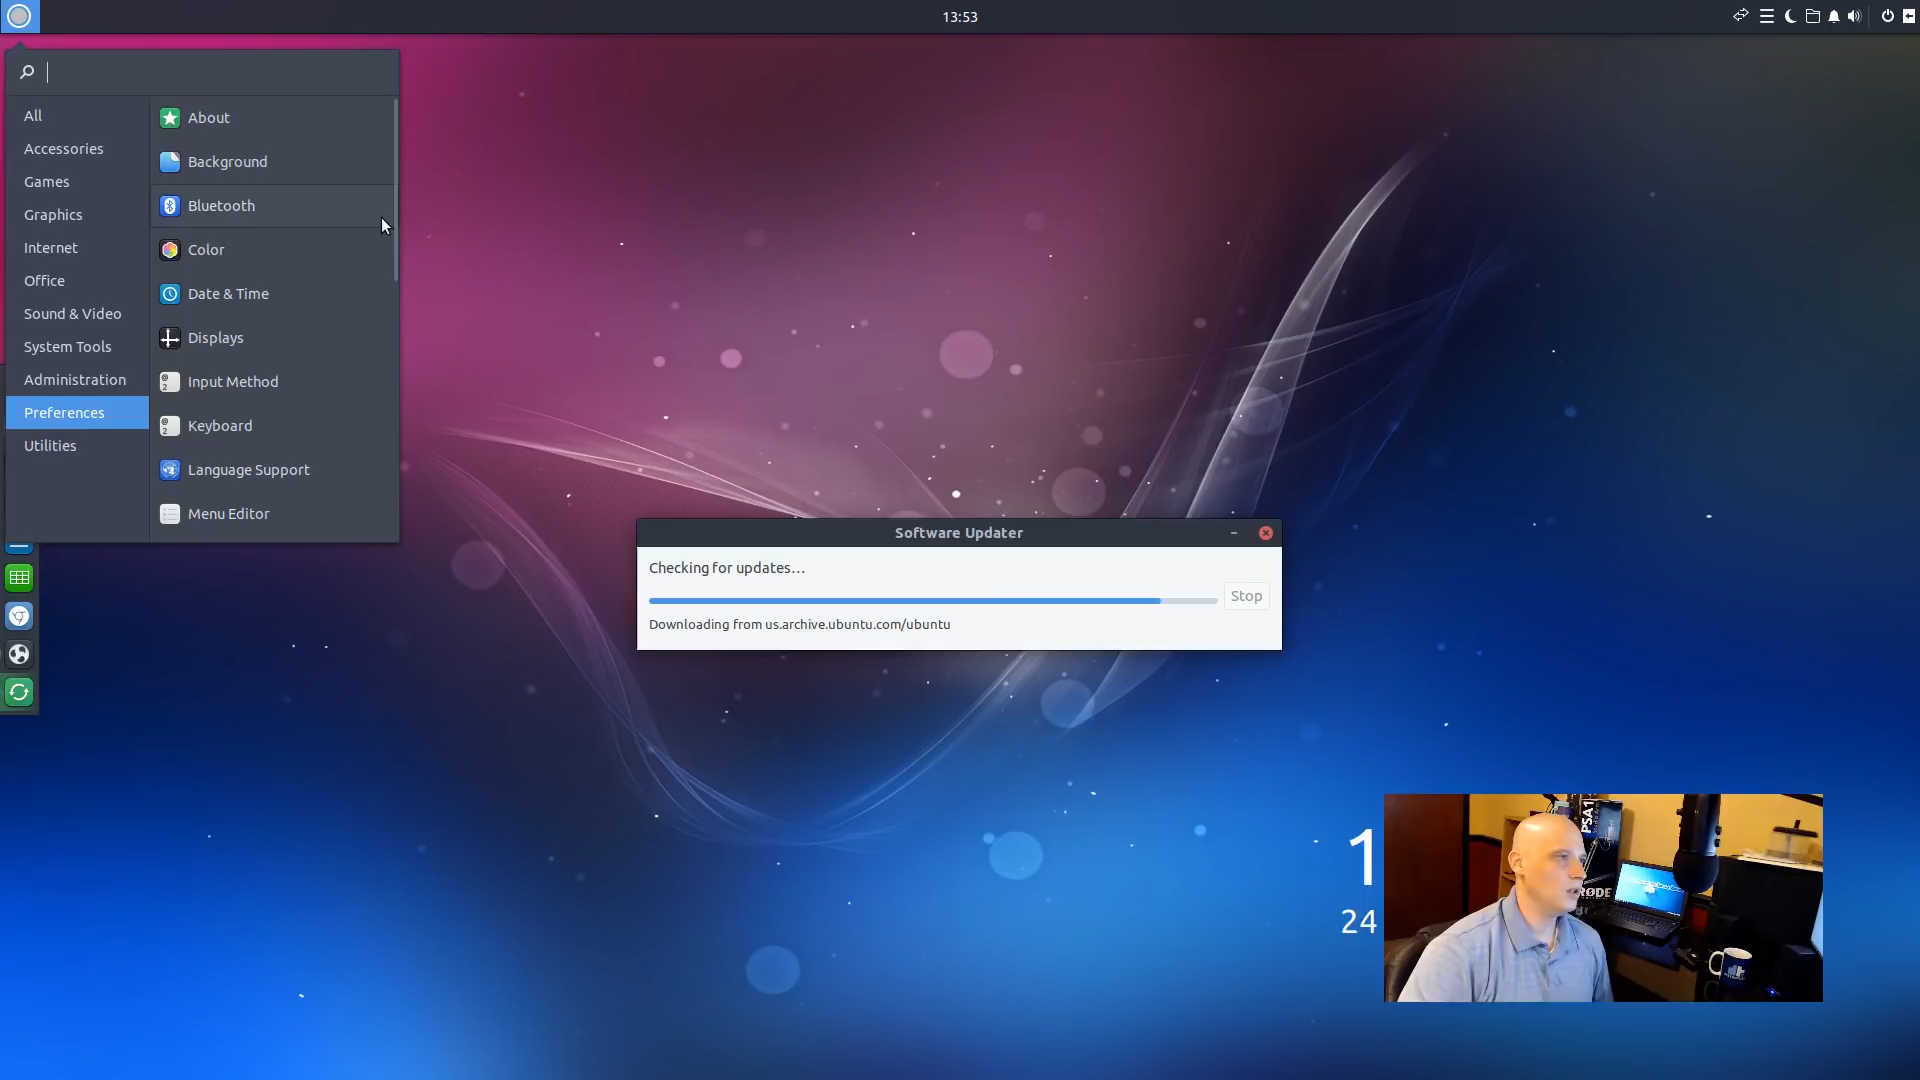 13:53
All
Accessories
Games
Graphics
Internet
Office
Sound & Video
System Tools
Administration
Preferences
Utilities
About
Background
Bluetooth
Color
Date & Time
Displays
Input Method
Keyboard
Language Support
Menu Editor
Software Updater
Checking for updates...
Stop
Downloading from us.archive.ubuntu.com/ubuntu
1
24
PSA1
RØDE